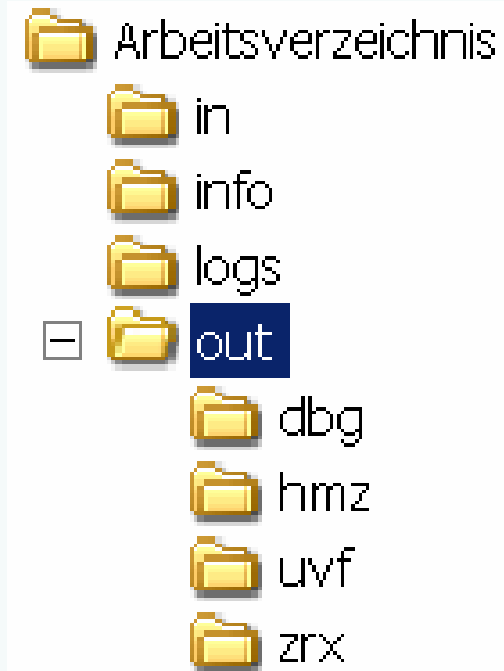 Arbeitsverzeichnis
in
info
logs
out
dbg
hmz
uvf
zrx